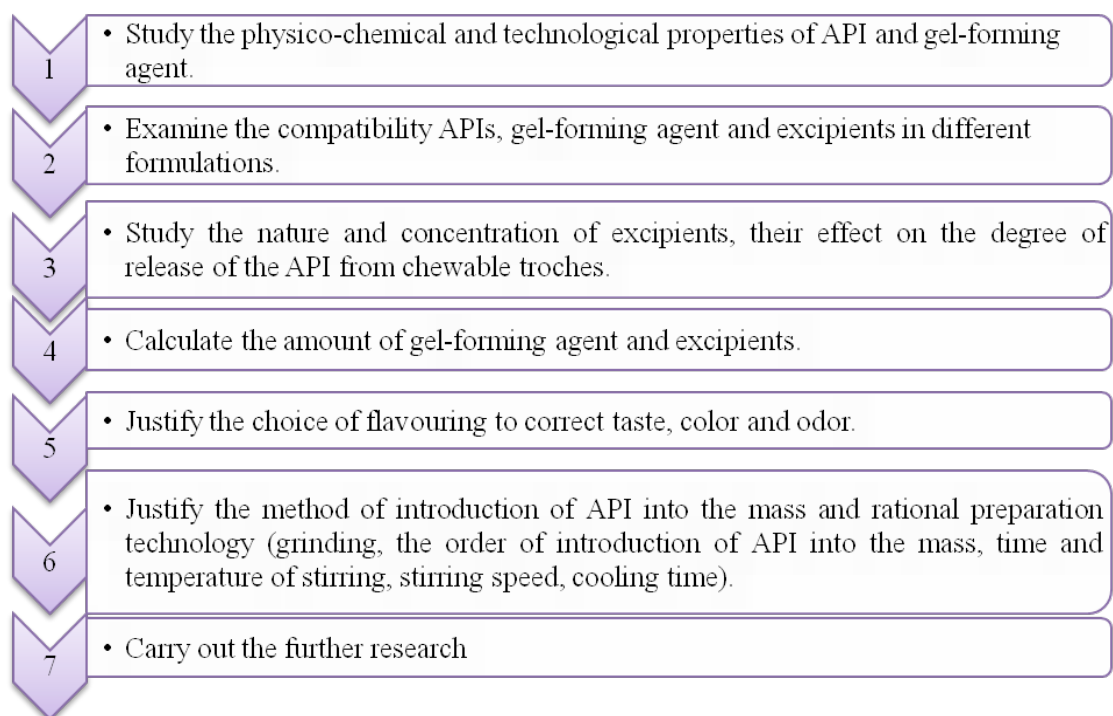 1
• Study the physico-chemical and technological properties of API and gel-forming
agent.
2
• Examine the compatibility APIs, gel-forming agent and excipients in different
formulations.
3
• Study the nature and concentration of excipients, their effect on the degree of
release of the API from chewable troches.
4
• Calculate the amount of gel-forming agent and excipients.
5
• Justify the choice of flavouring to correct taste, color and odor.
6
• Justify the method of introduction of API into the mass and rational preparation
technology (grinding, the order of introduction of API into the mass, time and
temperature of stirring, stirring speed, cooling time).
7
• Carry out the further research